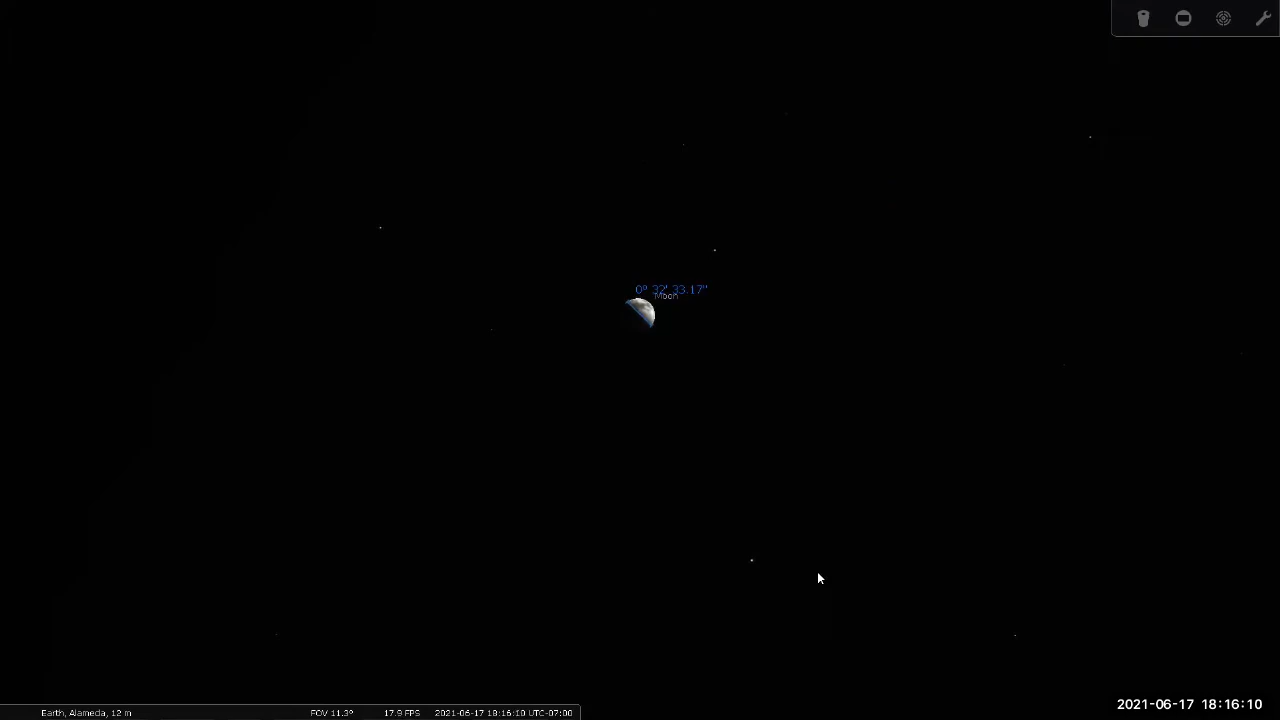 0° 32' 33.17"
Moon
Earth, Alameda, 12 m FOV 11.3° 17.9 FPS 2021-06-17 18:16:10 UTC-07:00
2021-06-17 18:16:10